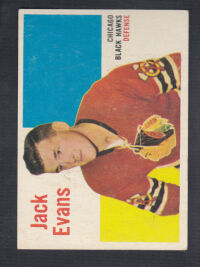 Jack
Evans
CHICAGO
BLACK HAWKS
DEFENSE